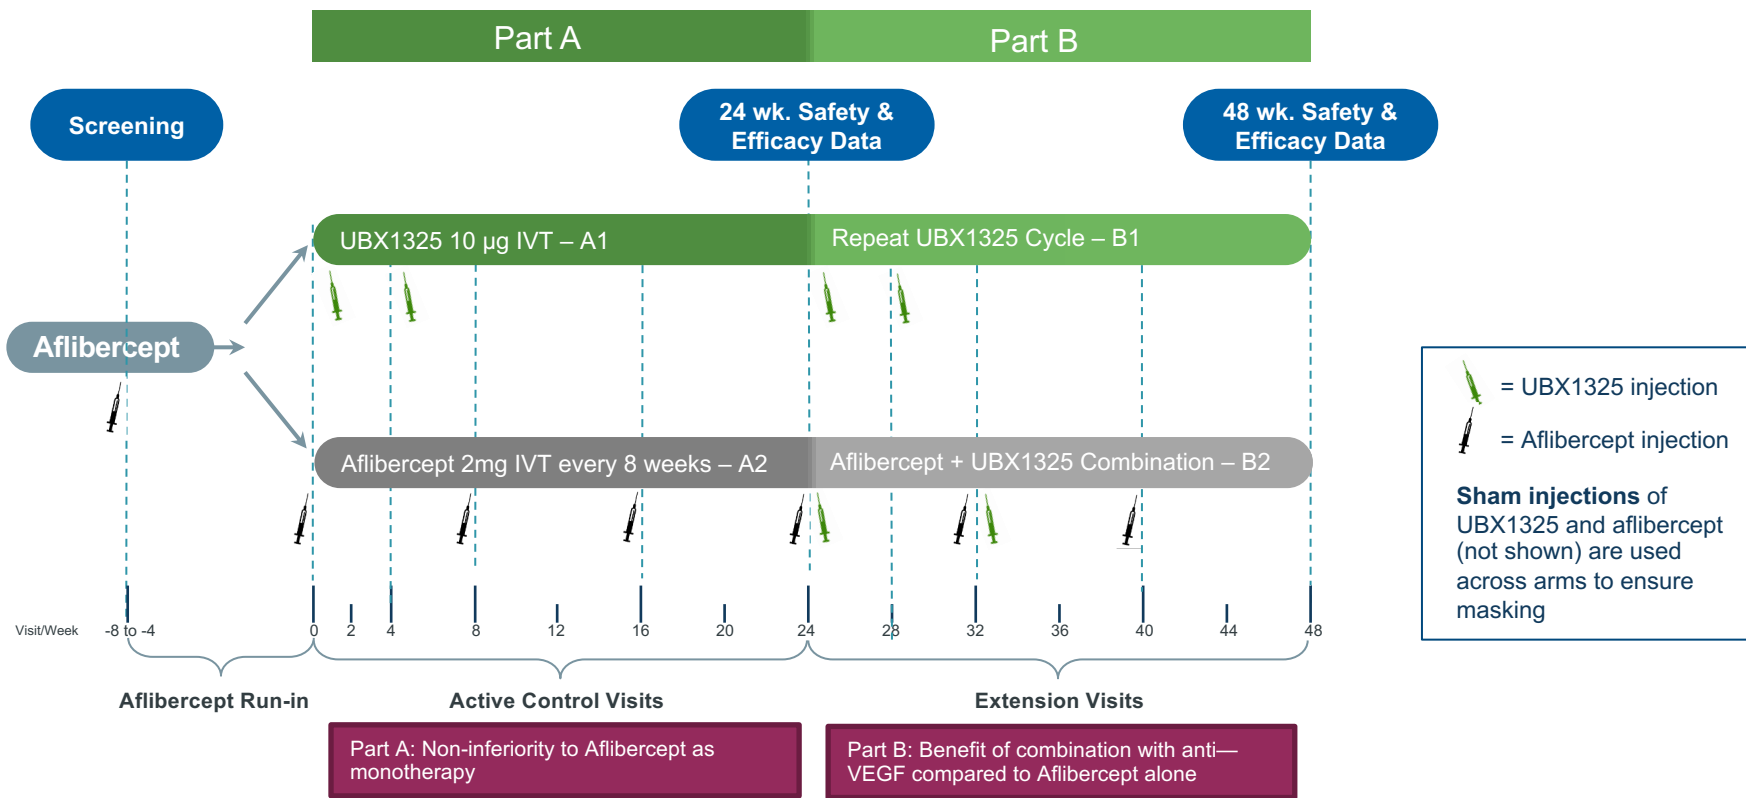 Part A
Part B
Screening
24 wk. Safety &
Efficacy Data
48 wk. Safety &
Efficacy Data
UBX1325 10 µg IVT – A1
Repeat UBX1325 Cycle – B1
Aflibercept
Aflibercept 2mg IVT every 8 weeks – A2
Aflibercept + UBX1325 Combination – B2
= UBX1325 injection
= Aflibercept injection
Sham injections of
UBX1325 and aflibercept
(not shown) are used
across arms to ensure
masking
Visit/Week -8 to -4 0 2 4 8 12 16 20 24 28 32 36 40 44 48
Aflibercept Run-in
Active Control Visits
Extension Visits
Part A: Non-inferiority to Aflibercept as
monotherapy
Part B: Benefit of combination with anti—
VEGF compared to Aflibercept alone